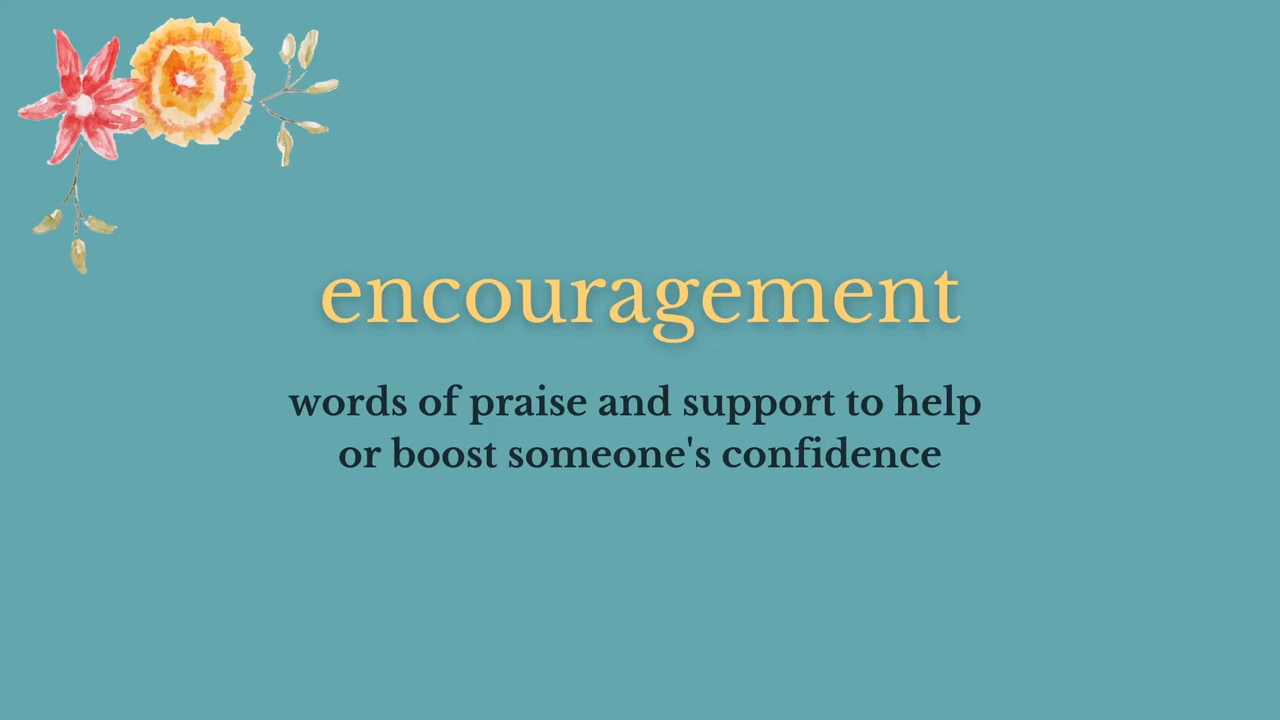 encouragement
words of praise and support to help
or boost someone's confidence